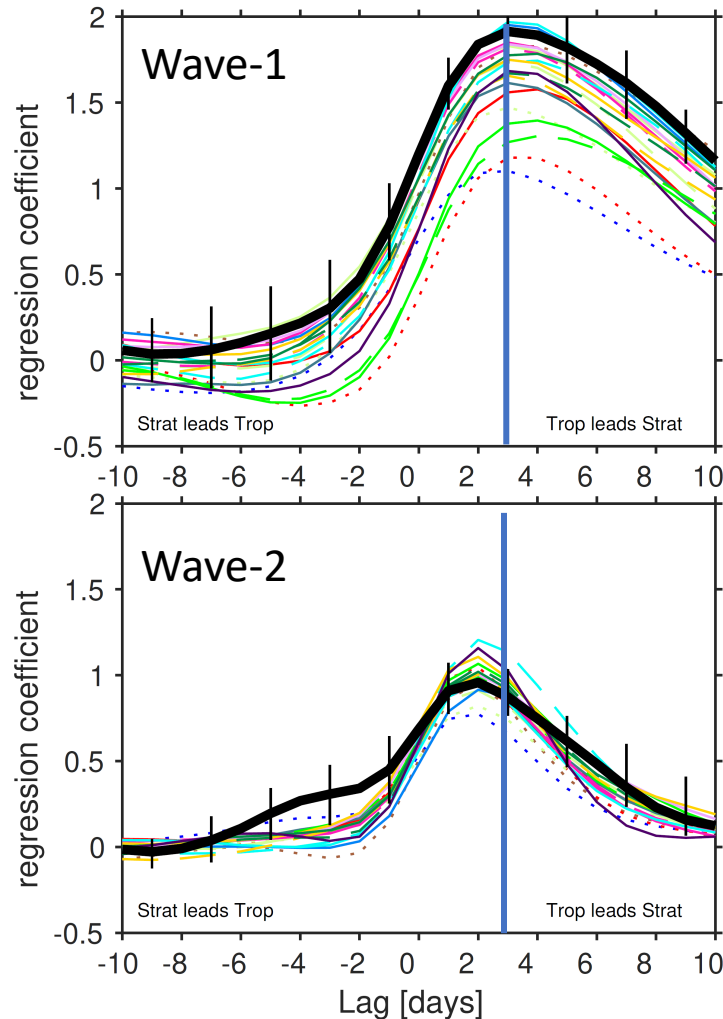 Wave-1
regression coefficient
2
1.5
1
0.5
0
-0.5
Strat leads Trop
Trop leads Strat
-10 -8 -6 -4 -2 0 2 4 6 8 10
Wave-2
regression coefficient
2
1.5
1
0.5
0
-0.5
Strat leads Trop
Trop leads Strat
-10 -8 -6 -4 -2 0 2 4 6 8 10
Lag [days]